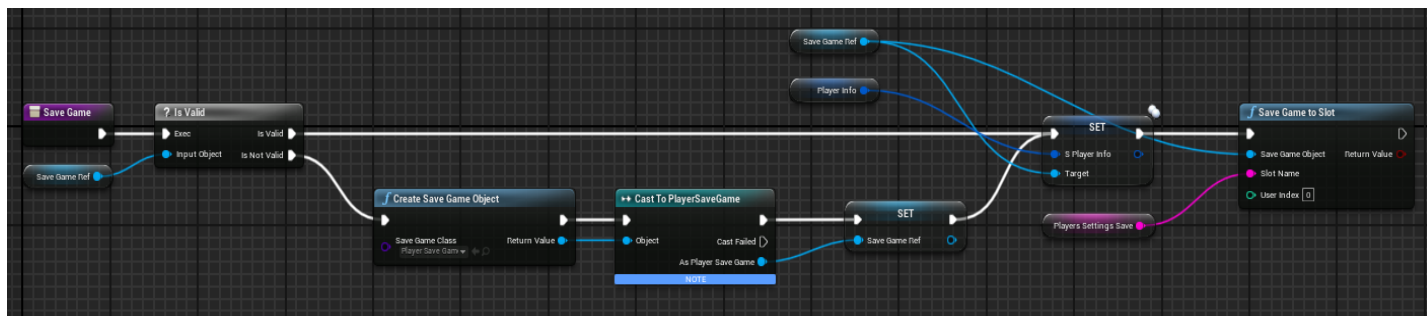 Save Game Ref
Player Info
Save Game
? Is Valid
Exec
Is Valid
Input Object
Is Not Valid
Save Game Ref
SET
S Player Info
Target
f Save Game to Slot
Save Game Object
Return Value
Slot Name
User Index 0
Players Settings Save
f Create Save Game Object
Save Game Class
Player Save Gam
Return Value
Cast To PlayerSaveGame
Object
Cast Failed
As Player Save Game
NOTE
SET
Save Game Ref